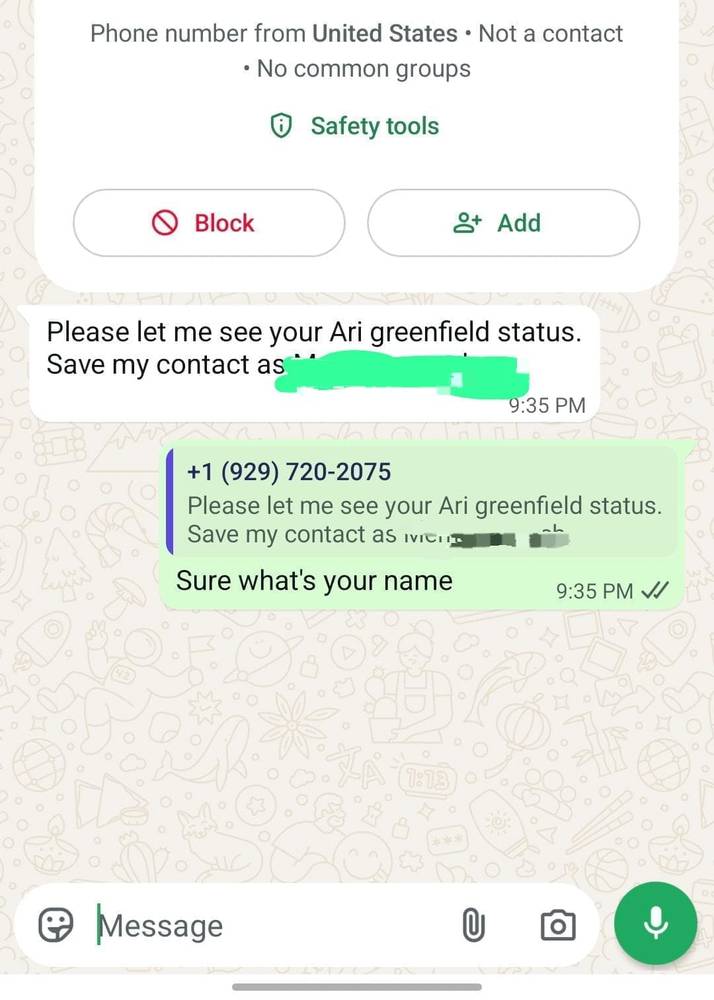 Phone number from United States • Not a contact
• No common groups
Safety tools
Block
Add
Please let me see your Ari greenfield status.
Save my contact as
9:35 PM
+1 (929) 720-2075
Please let me see your Ari greenfield status.
Save my contact as
Sure what's your name
9:35 PM
Message